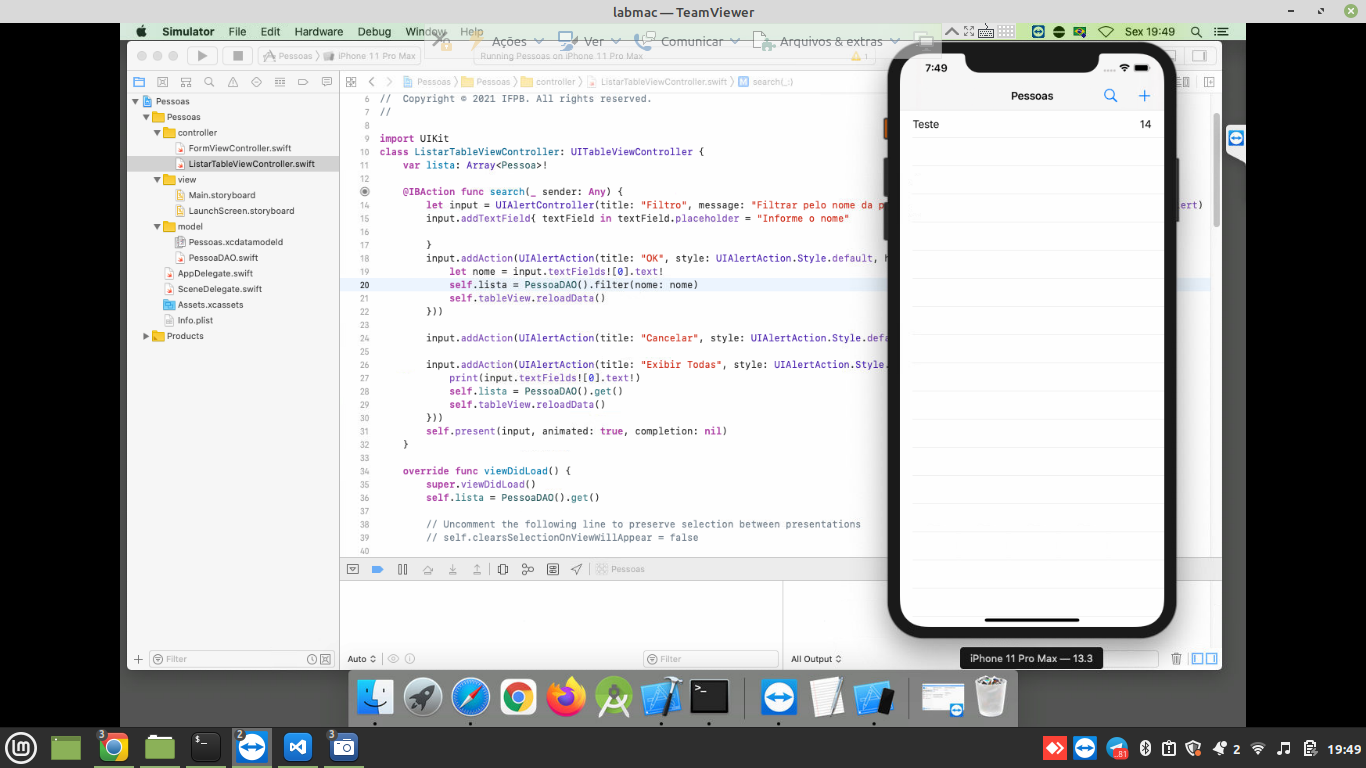 labmac — TeamViewer
Simulator File Edit Hardware Debug Window Help
Sex 19:49
Ações Ver Comunicar Arquivos & extras
Pessoas iPhone 11 Pro Max
Running Pessoas on iPhone 11 Pro Max
1
Pessoas Pessoas controller ListarTableViewController.swift M search(_:)
Pessoas
Pessoas
controller
FormViewController.swift
ListarTableViewController.swift
view
Main.storyboard
LaunchScreen.storyboard
model
Pessoas.xcdatamodeld
PessoaDAO.swift
AppDelegate.swift
SceneDelegate.swift
Assets.xcassets
Info.plist
Products
Filter
6 //  Copyright © 2021 IFPB. All rights reserved.
7 //
8
9 import UIKit
10 class ListarTableViewController: UITableViewController {
11     var lista: Array<Pessoa>!
12
@IBAction func search(_ sender: Any) {
14         let input = UIAlertController(title: "Filtro", message: "Filtrar pelo nome da p
ert)
15         input.addTextField{ textField in textField.placeholder = "Informe o nome"
16
17         }
18         input.addAction(UIAlertAction(title: "OK", style: UIAlertAction.Style.default, h
19             let nome = input.textFields![0].text!
20             self.lista = PessoaDAO().filter(nome: nome)
21             self.tableView.reloadData()
22         }))
23
24         input.addAction(UIAlertAction(title: "Cancelar", style: UIAlertAction.Style.defa
25
26         input.addAction(UIAlertAction(title: "Exibir Todas", style: UIAlertAction.Style.
27             print(input.textFields![0].text!)
28             self.lista = PessoaDAO().get()
29             self.tableView.reloadData()
30         }))
31         self.present(input, animated: true, completion: nil)
32     }
33
34     override func viewDidLoad() {
35         super.viewDidLoad()
36         self.lista = PessoaDAO().get()
37
38         // Uncomment the following line to preserve selection between presentations
39         // self.clearsSelectionOnViewWillAppear = false
40
Pessoas
Auto
Filter
All Output
7:49
Pessoas
Teste 14
iPhone 11 Pro Max — 13.3
3
$_
2
3
81
2
19:49